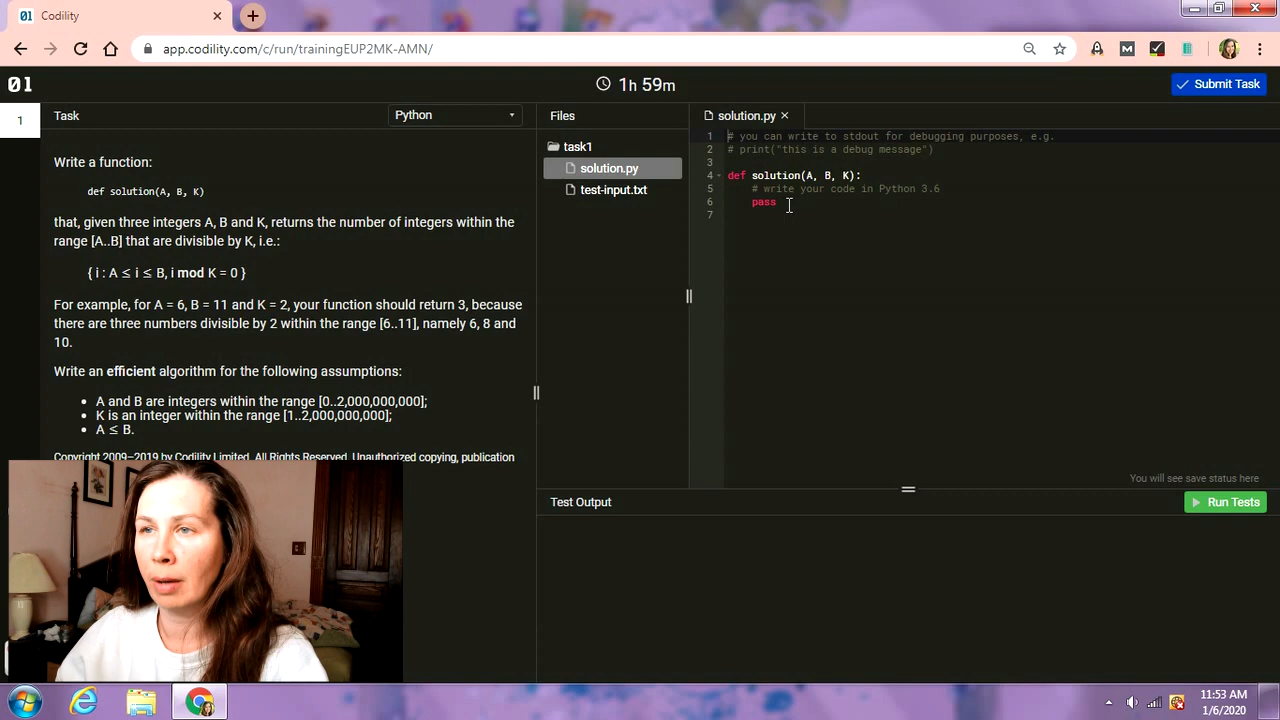 Codility
app.codility.com/c/run/trainingEUP2MK-AMN/
01
1h 59m
Submit Task
1
Task
Python
Files
solution.py
task1
solution.py
test-input.txt
Write a function:
def solution(A, B, K)
that, given three integers A, B and K, returns the number of integers within the
range [A..B] that are divisible by K, i.e.:
{ i : A ≤ i ≤ B, i mod K = 0 }
For example, for A = 6, B = 11 and K = 2, your function should return 3, because
there are three numbers divisible by 2 within the range [6..11], namely 6, 8 and
10.
Write an efficient algorithm for the following assumptions:
• A and B are integers within the range [0..2,000,000,000];
• K is an integer within the range [1..2,000,000,000];
• A ≤ B.
Copyright 2009–2019 by Codility Limited. All Rights Reserved. Unauthorized copying, publication
1 # you can write to stdout for debugging purposes, e.g.
2 # print("this is a debug message")
3
4 def solution(A, B, K):
5 # write your code in Python 3.6
6 pass
7
You will see save status here
Test Output
Run Tests
11:53 AM
1/6/2020